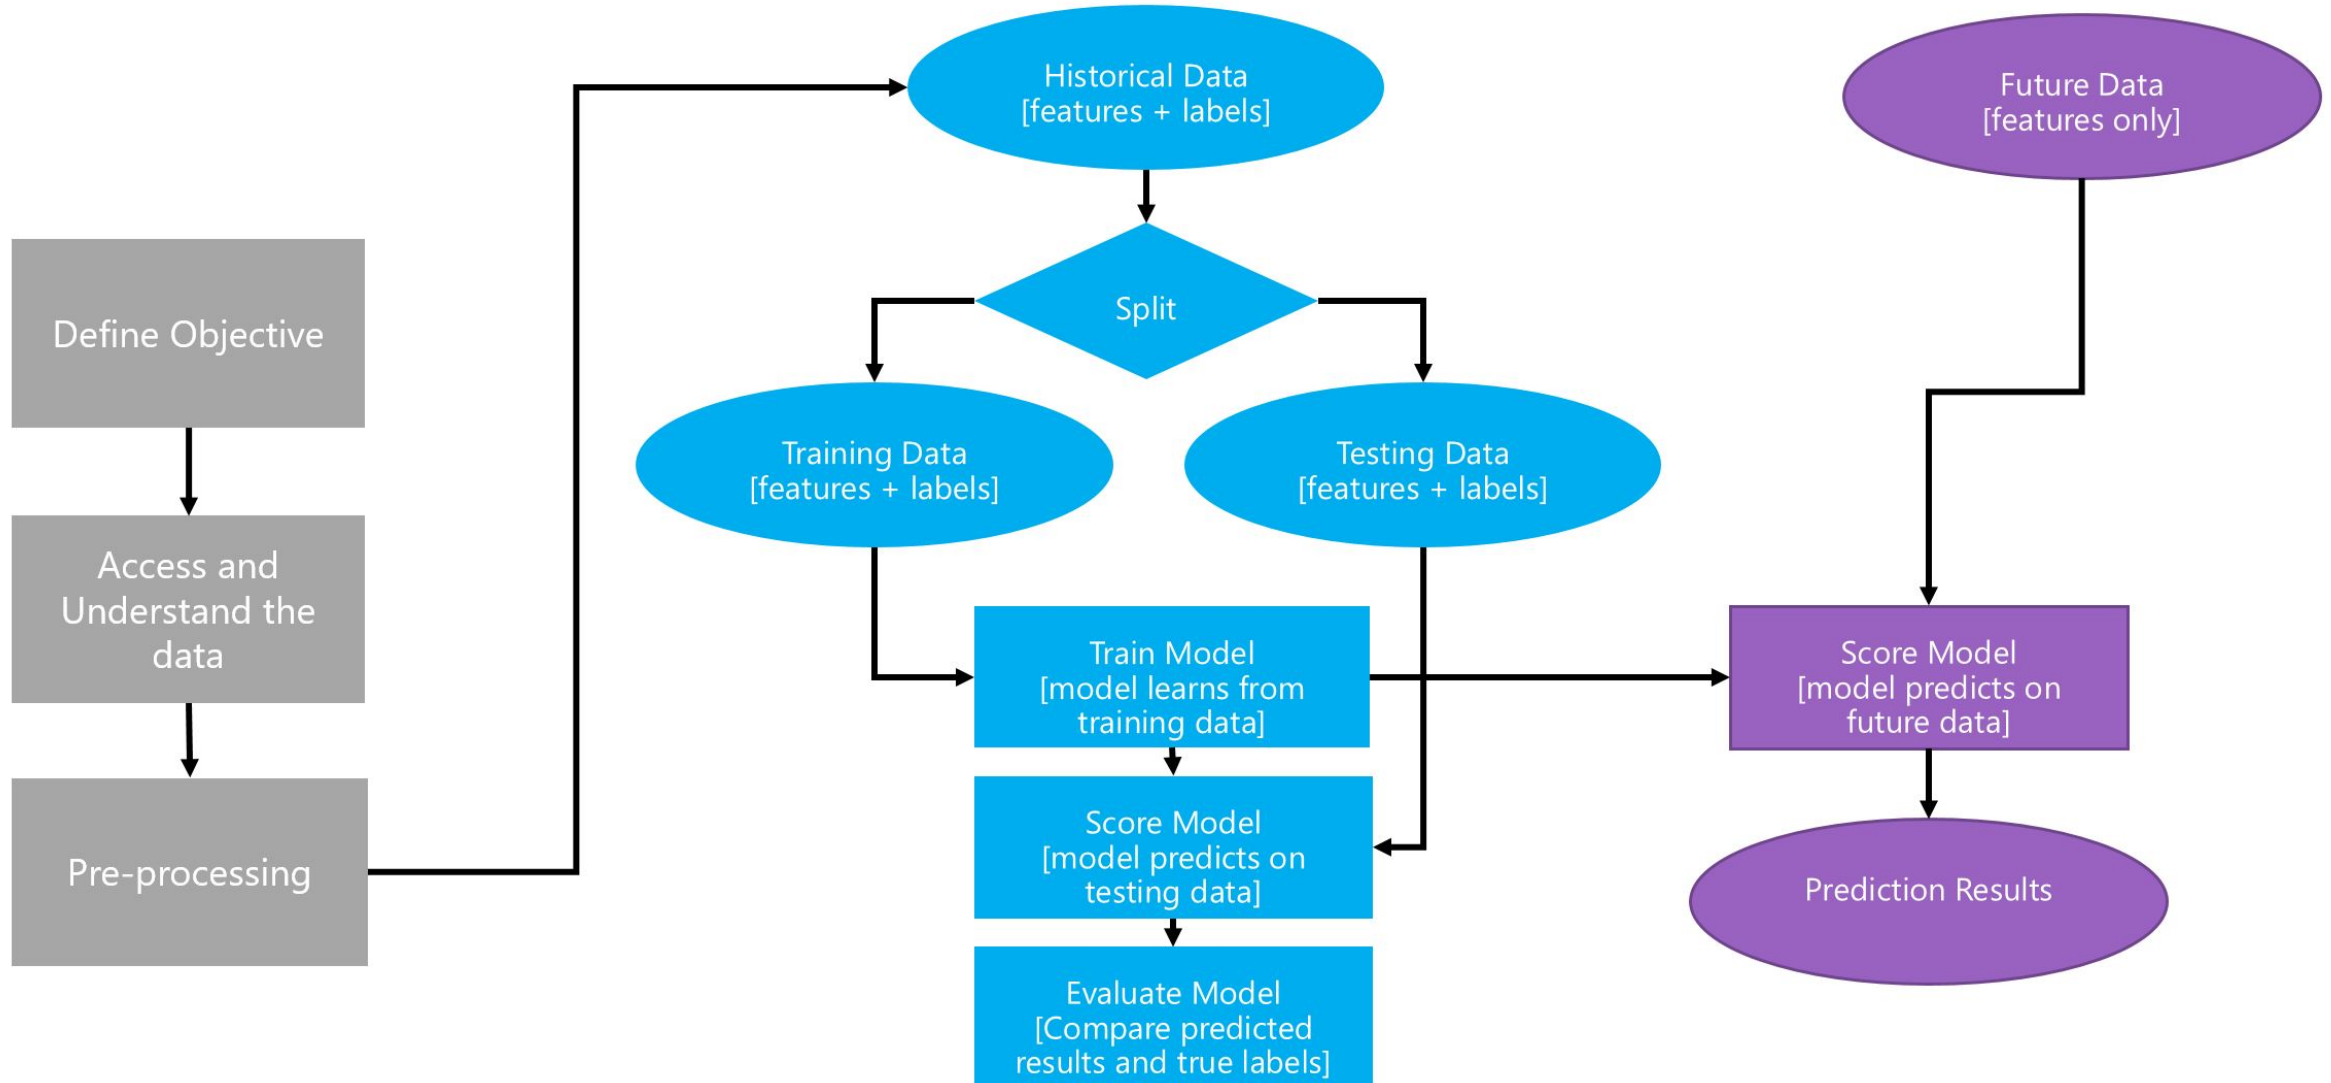 Define Objective
Access and
Understand the
data
Pre-processing
Historical Data
[features + labels]
Split
Training Data
[features + labels]
Testing Data
[features + labels]
Train Model
[model learns from
training data]
Score Model
[model predicts on
testing data]
Evaluate Model
[Compare predicted
results and true labels]
Future Data
[features only]
Score Model
[model predicts on
future data]
Prediction Results